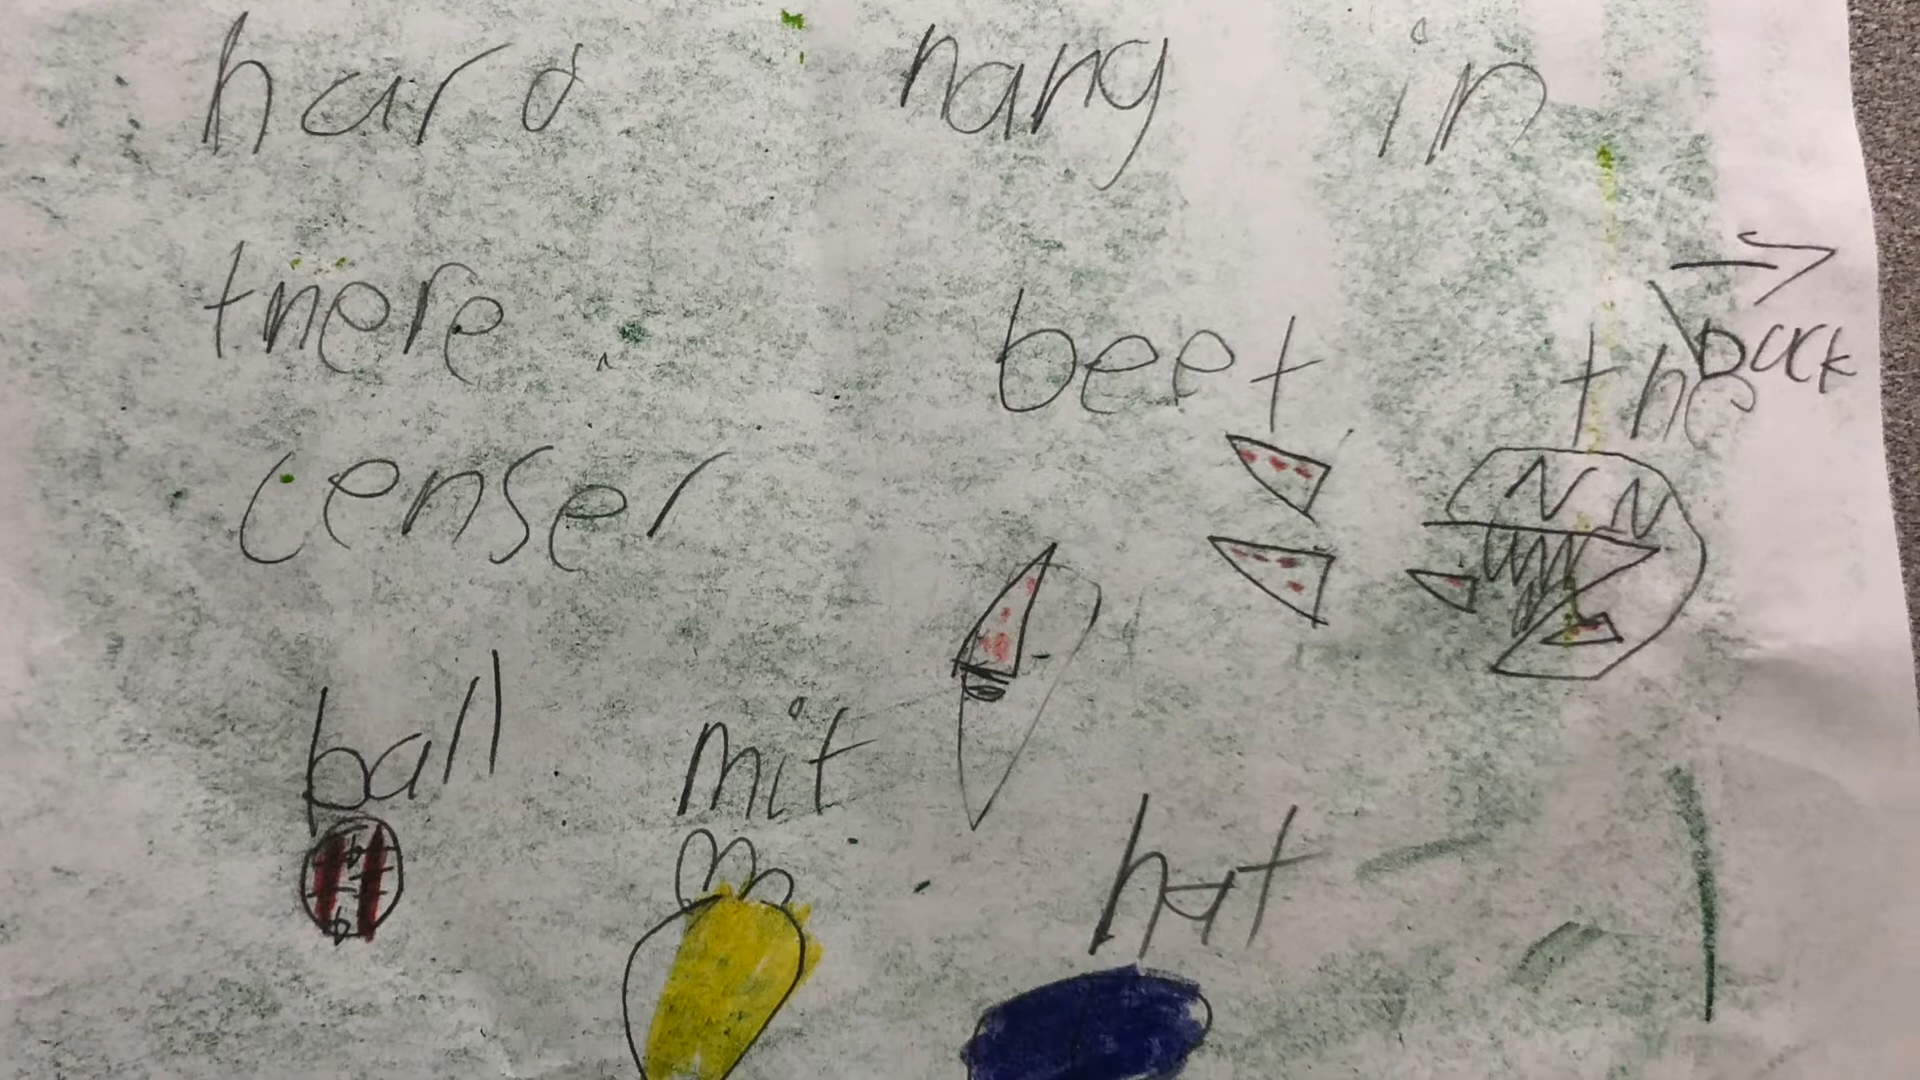 hard hang in
there beet the
back
censer
ball mit
hat